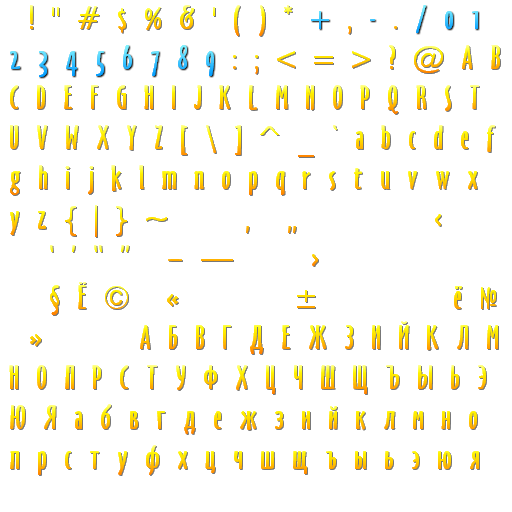 ! " # $ % & ' ( ) * + , - . / 0 1
2 3 4 5 6 7 8 9 : ; < = > ? @ A B
C D E F G H I J K L M N O P Q R S T
U V W X Y Z [ \ ] ^ _ ` a b c d e f
g h i j k l m n o p q r s t u v w x
y z { | } ~ ‚ „ ‹
‘ ’ “ ” – — ›
§ Ё © « ± ё №
» А Б В Г Д Е Ж З И Й К Л М
Н О П Р С Т У Ф Х Ц Ч Ш Щ Ъ Ы Ь Э
Ю Я а б в г д е ж з и й к л м н о
п р с т у ф х ц ч ш щ ъ ы ь э ю я